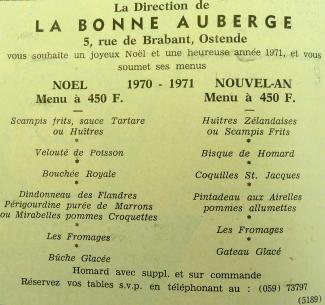 La Direction de
LA BONNE AUBERGE
5, rue de Brabant, Ostende
vous souhaite un joyeux Noël et une heureuse année 1971, et vous
soumet ses menus
NOEL 1970 - 1971 NOUVEL-AN
Menu à 450 F. Menu à 450 F.
Scampis frits, sauce Tartare
ou Huîtres
*
Velouté de Poisson
*
Bouchée Royale
*
Dindonneau des Flandres
Périgourdine purée de Marrons
ou Mirabelles pommes Croquettes
*
Les Fromages
*
Bûche Glacée
Huîtres Zélandaises
ou Scampis Frits
*
Bisque de Homard
*
Coquilles St. Jacques
*
Pintadeau aux Airelles
pommes allumettes
*
Les Fromages
*
Gateau Glacé
Homard avec suppl. et sur commande
Réservez vos tables s.v.p. en téléphonant au : (059) 73797
(5189)